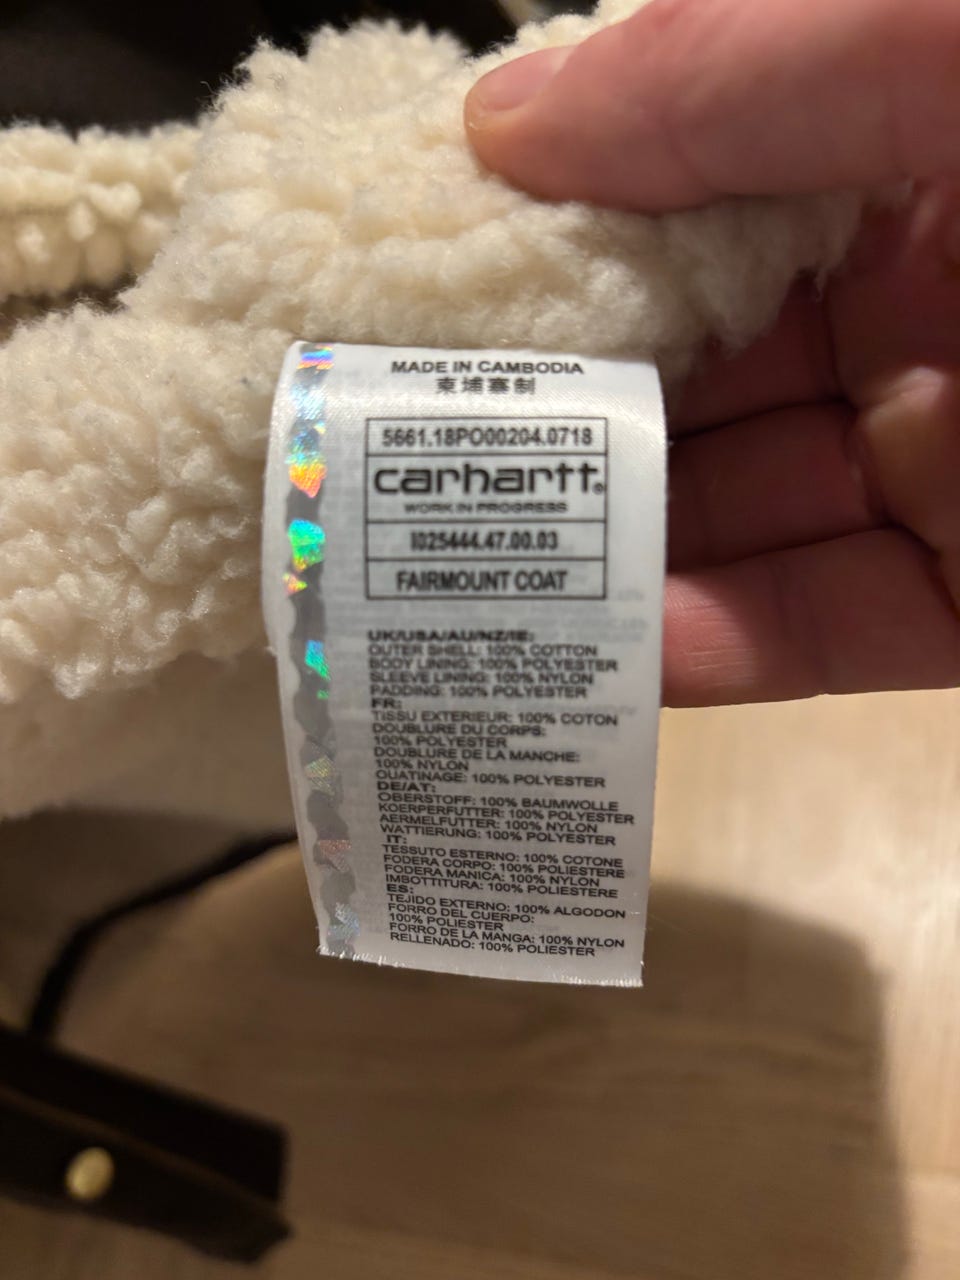 MADE IN CAMBODIA
柬埔寨制
5661.18PO00204.0718
carhartt®
WORK IN PROGRESS
I025444.47.00.03
FAIRMOUNT COAT
UK/USA/AU/NZ/IE:
OUTER SHELL: 100% COTTON
BODY LINING: 100% POLYESTER
SLEEVE LINING: 100% NYLON
PADDING: 100% POLYESTER
FR:
TISSU EXTERIEUR: 100% COTON
DOUBLURE DU CORPS:
100% POLYESTER
DOUBLURE DE LA MANCHE:
100% NYLON
OUATINAGE: 100% POLYESTER
DE/AT:
OBERSTOFF: 100% BAUMWOLLE
KOERPERFUTTER: 100% POLYESTER
AERMELFUTTER: 100% NYLON
WATTIERUNG: 100% POLYESTER
IT:
TESSUTO ESTERNO: 100% COTONE
FODERA CORPO: 100% POLIESTERE
FODERA MANICA: 100% NYLON
IMBOTTITURA: 100% POLIESTERE
ES:
TEJIDO EXTERNO: 100% ALGODON
FORRO DEL CUERPO:
100% POLIESTER
FORRO DE LA MANGA: 100% NYLON
RELLENADO: 100% POLIESTER